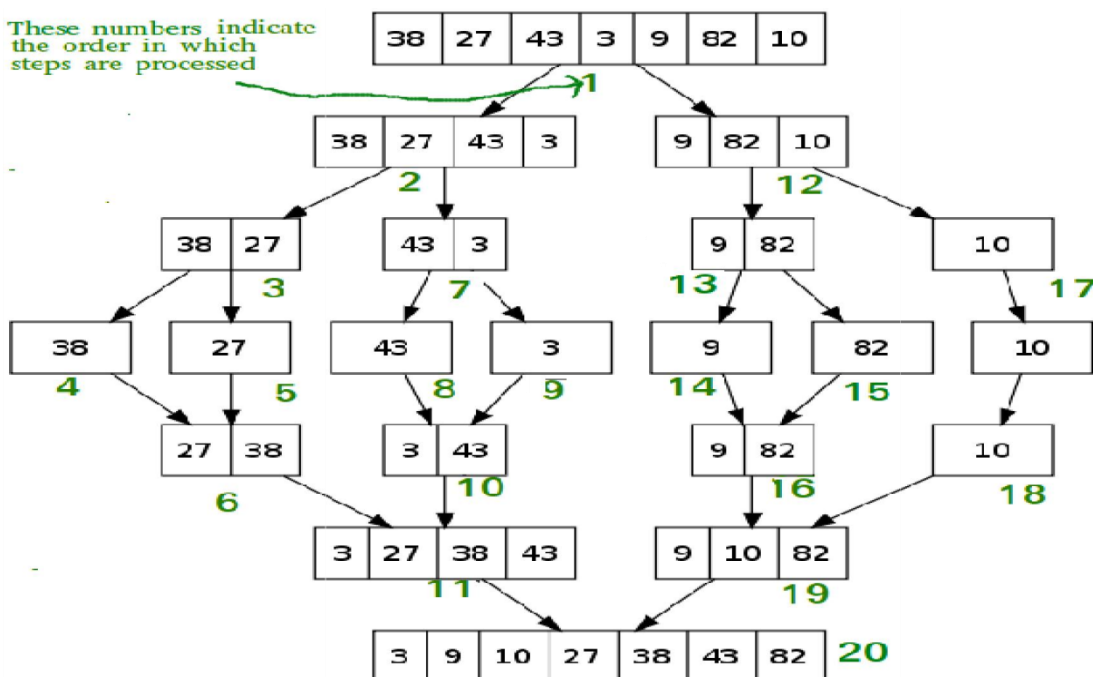 These numbers indicate
the order in which
steps are processed
38 27 43 3 9 82 10
1
38 27 43 3 9 82 10
2 12
38 27 43 3 9 82 10
3 7 13 17
38 27 43 3 9 82 10
4 5 8 9 14 15
27 38 3 43 9 82 10
6 10 16 18
3 27 38 43 9 10 82
11 19
3 9 10 27 38 43 82 20